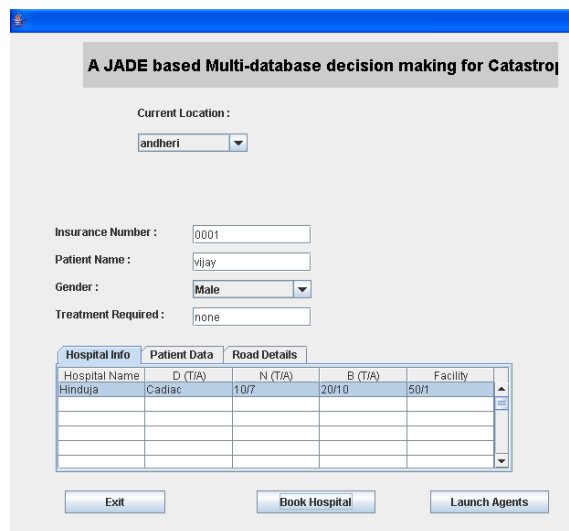 A JADE based Multi-database decision making for Catastrop
Current Location :
andheri
Insurance Number : 0001
Patient Name : vijay
Gender : Male
Treatment Required : none
Hospital Info Patient Data Road Details
Hospital Name D (T/A) N (T/A) B (T/A) Facility
Hinduja Cadiac 10/7 20/10 50/1
Exit Book Hospital Launch Agents